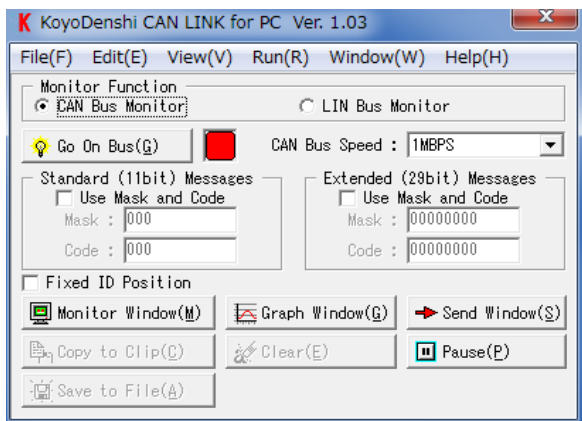 K KoyoDenshi CAN LINK for PC Ver. 1.03
File(F) Edit(E) View(V) Run(R) Window(W) Help(H)
Monitor Function
CAN Bus Monitor LIN Bus Monitor
Go On Bus(G) CAN Bus Speed : 1MBPS
Standard (11bit) Messages Extended (29bit) Messages
Use Mask and Code Use Mask and Code
Mask : 000 Mask : 00000000
Code : 000 Code : 00000000
Fixed ID Position
Monitor Window(M) Graph Window(G) Send Window(S)
Copy to Clip(C) Clear(E) Pause(P)
Save to File(A)